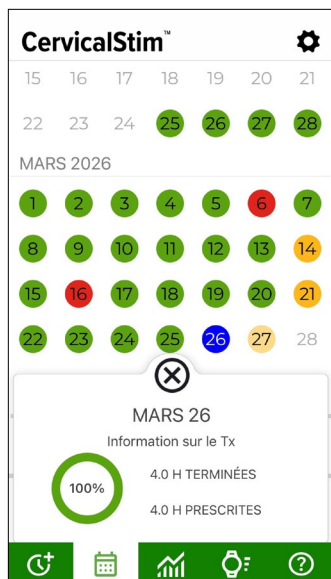 CervicalStim™
15 16 17 18 19 20 21
22 23 24 25 26 27 28
MARS 2026
1 2 3 4 5 6 7
8 9 10 11 12 13 14
15 16 17 18 19 20 21
22 23 24 25 26 27 28
MARS 26
Information sur le Tx
100%
4.0 H TERMINÉES
4.0 H PRESCRITES